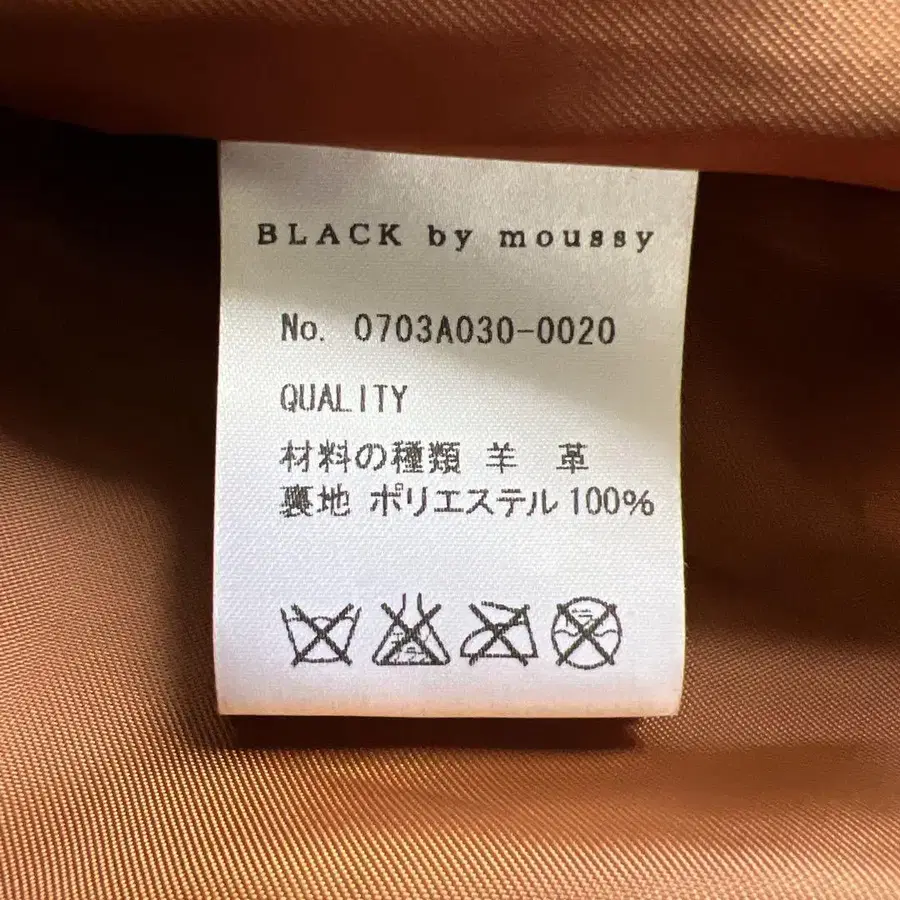 BLACK by moussy
No. 0703A030-0020
QUALITY
材料の種類 羊 革
裏地 ポリエステル 100%